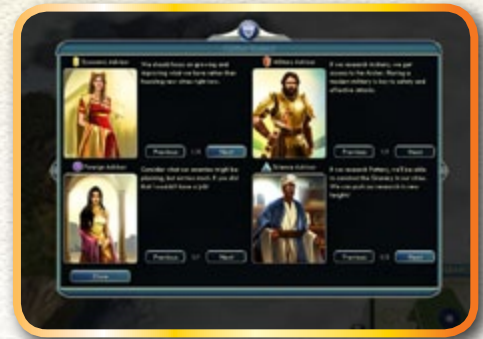 Economic Advisor
We should focus on growing and
improving what we have rather than
founding new cities right now.
Previous
Next
Military Advisor
If we research Archery, we get
access to the Archer. Having a
modern military is key to safety and
effective attacks.
Previous
Next
Foreign Advisor
Consider what our enemies might be
planning, but not too much. If you did
that I wouldn't have a job!
Previous
Next
Science Advisor
If we research Pottery, we'll be able
to construct the Granary in our cities.
We can push our research to new
heights!
Previous
Next
Close